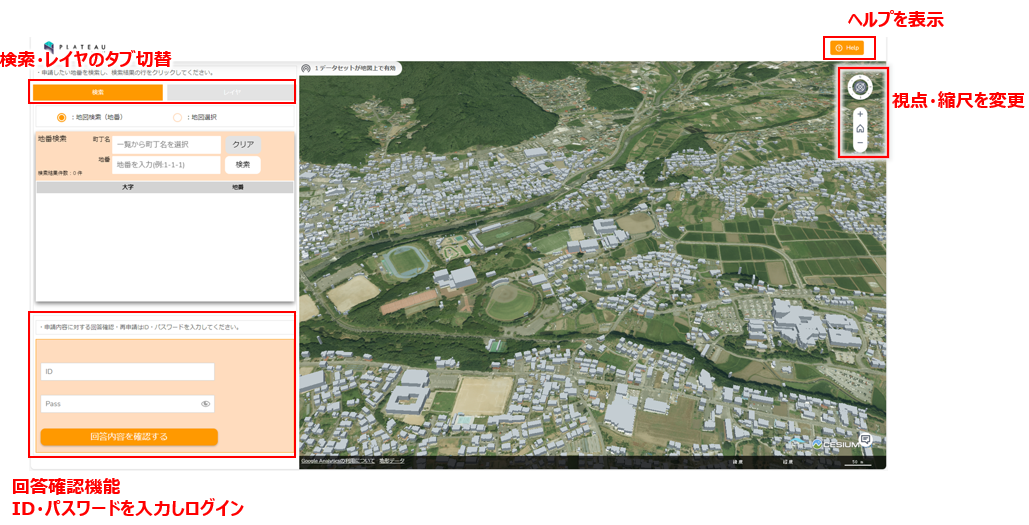 ヘルプを表示
PLATEAU
Help
検索・レイヤのタブ切替
・申請したい地番を検索し、検索結果の行をクリックしてください。
1データセットが地図上で有効
検索 レイヤ
視点・縮尺を変更
：地図検索（地番） ：地図選択
地番検索 町丁名 一覧から町丁名を選択 クリア
地番 地番を入力(例:1-1-1) 検索
検索結果件数：0 件
大字 地番
・申請内容に対する回答確認・再申請はID・パスワードを入力してください。
ID
Pass
回答内容を確認する
CESIUM
Google Analyticsの利用について 地形データ
回答確認機能
ID・パスワードを入力しログイン